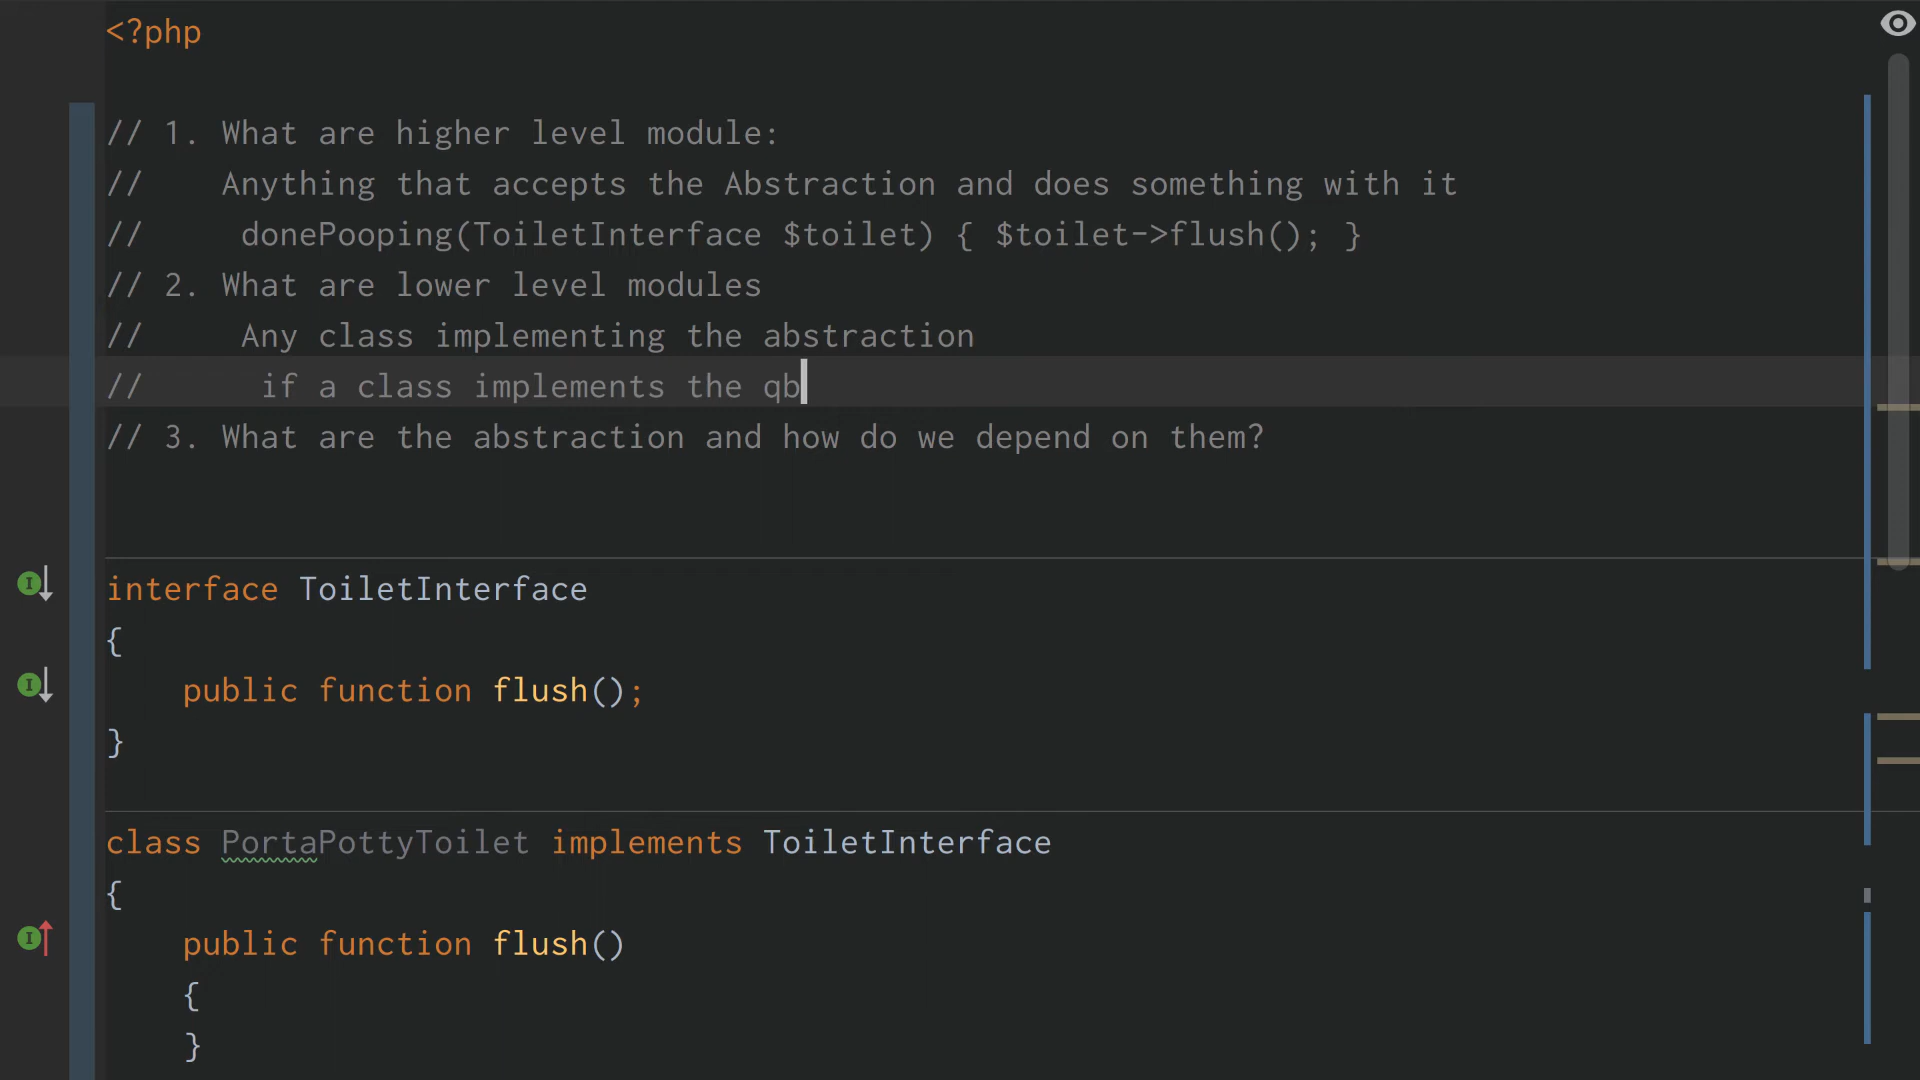 <?php
// 1. What are higher level module:
//    Anything that accepts the Abstraction and does something with it
//     donePooping(ToiletInterface $toilet) { $toilet->flush(); }
// 2. What are lower level modules
//     Any class implementing the abstraction
//      if a class implements the qb
// 3. What are the abstraction and how do we depend on them?
interface ToiletInterface
{
    public function flush();
}
class PortaPottyToilet implements ToiletInterface
{
    public function flush()
    {
    }